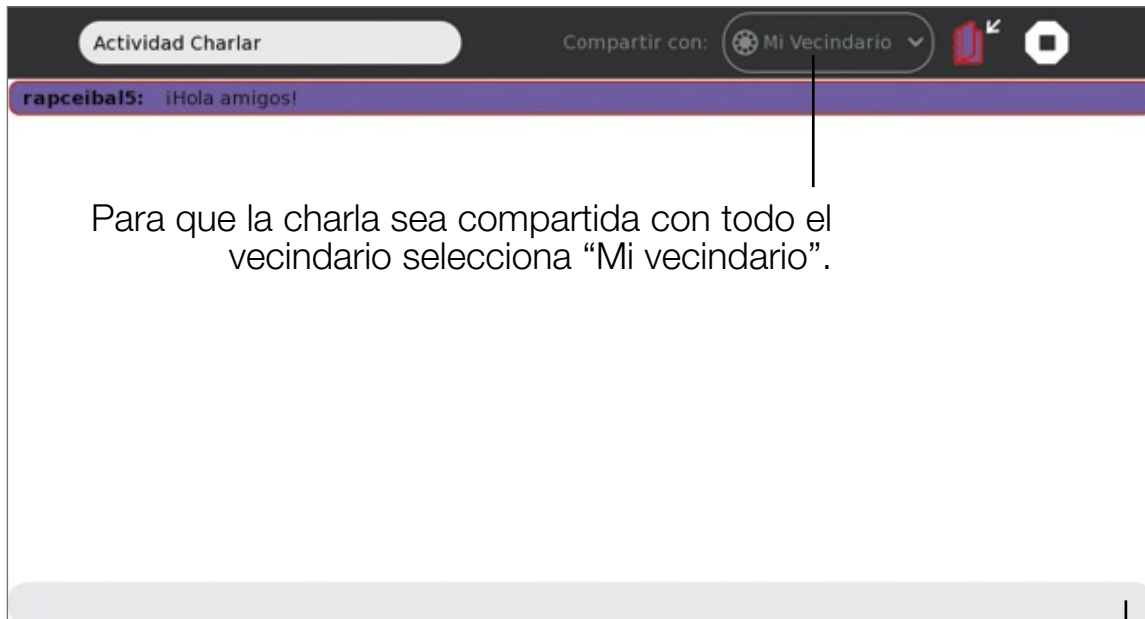 Actividad Charlar
Compartir con: Mi Vecindario
rapceibal5: ¡Hola amigos!
Para que la charla sea compartida con todo el
vecindario selecciona “Mi vecindario”.